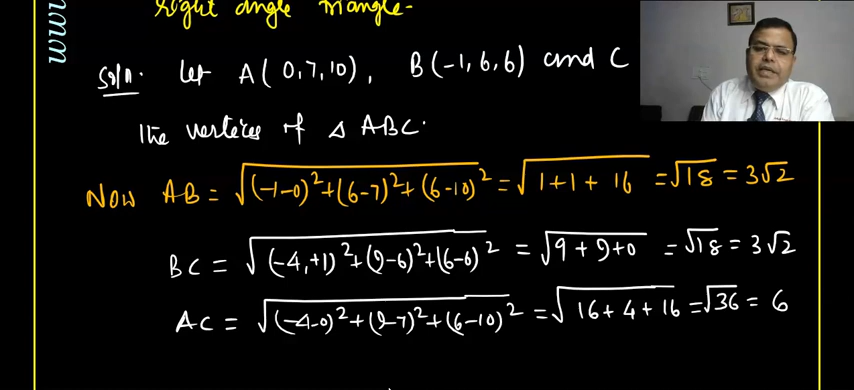 Right angle triangle-
Soln. Let A(0,7,10), B(-1,6,6) and C
the vertices of △ ABC.
Now AB = √(-1-0)²+(6-7)²+(6-10)² = √1+1+16 = √18 = 3√2
BC = √(-4,+1)²+(9-6)²+(6-6)² = √9+9+0 = √18 = 3√2
AC = √(-4-0)²+(9-7)²+(6-10)² = √16+4+16 = √36 = 6